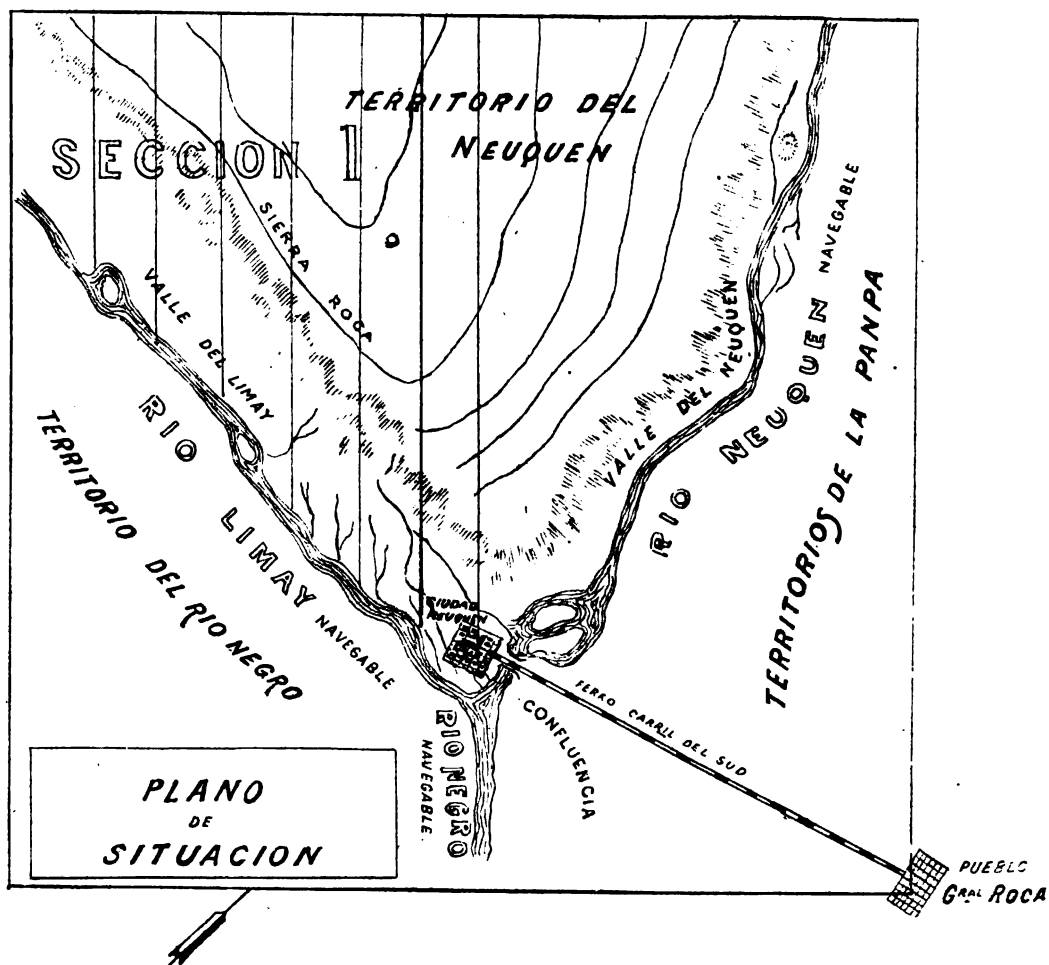 TERRITORIO DEL
NEUQUEN
SECCION 1
SIERRA
ROCA
VALLE DEL LIMAY
RIO
LIMAY NAVEGABLE
TERRITORIO DEL RIO NEGRO
VALLE DEL NEUQUEN
RIO NEUQUEN NAVEGABLE
TERRITORIOS DE LA PANPA
CIUDAD
NEUQUEN
CONFLUENCIA
FERRO CARRIL DEL SUD
RIO NEGRO
NAVEGABLE.
PLANO
DE
SITUACION
PUEBLO
GRAL ROCA